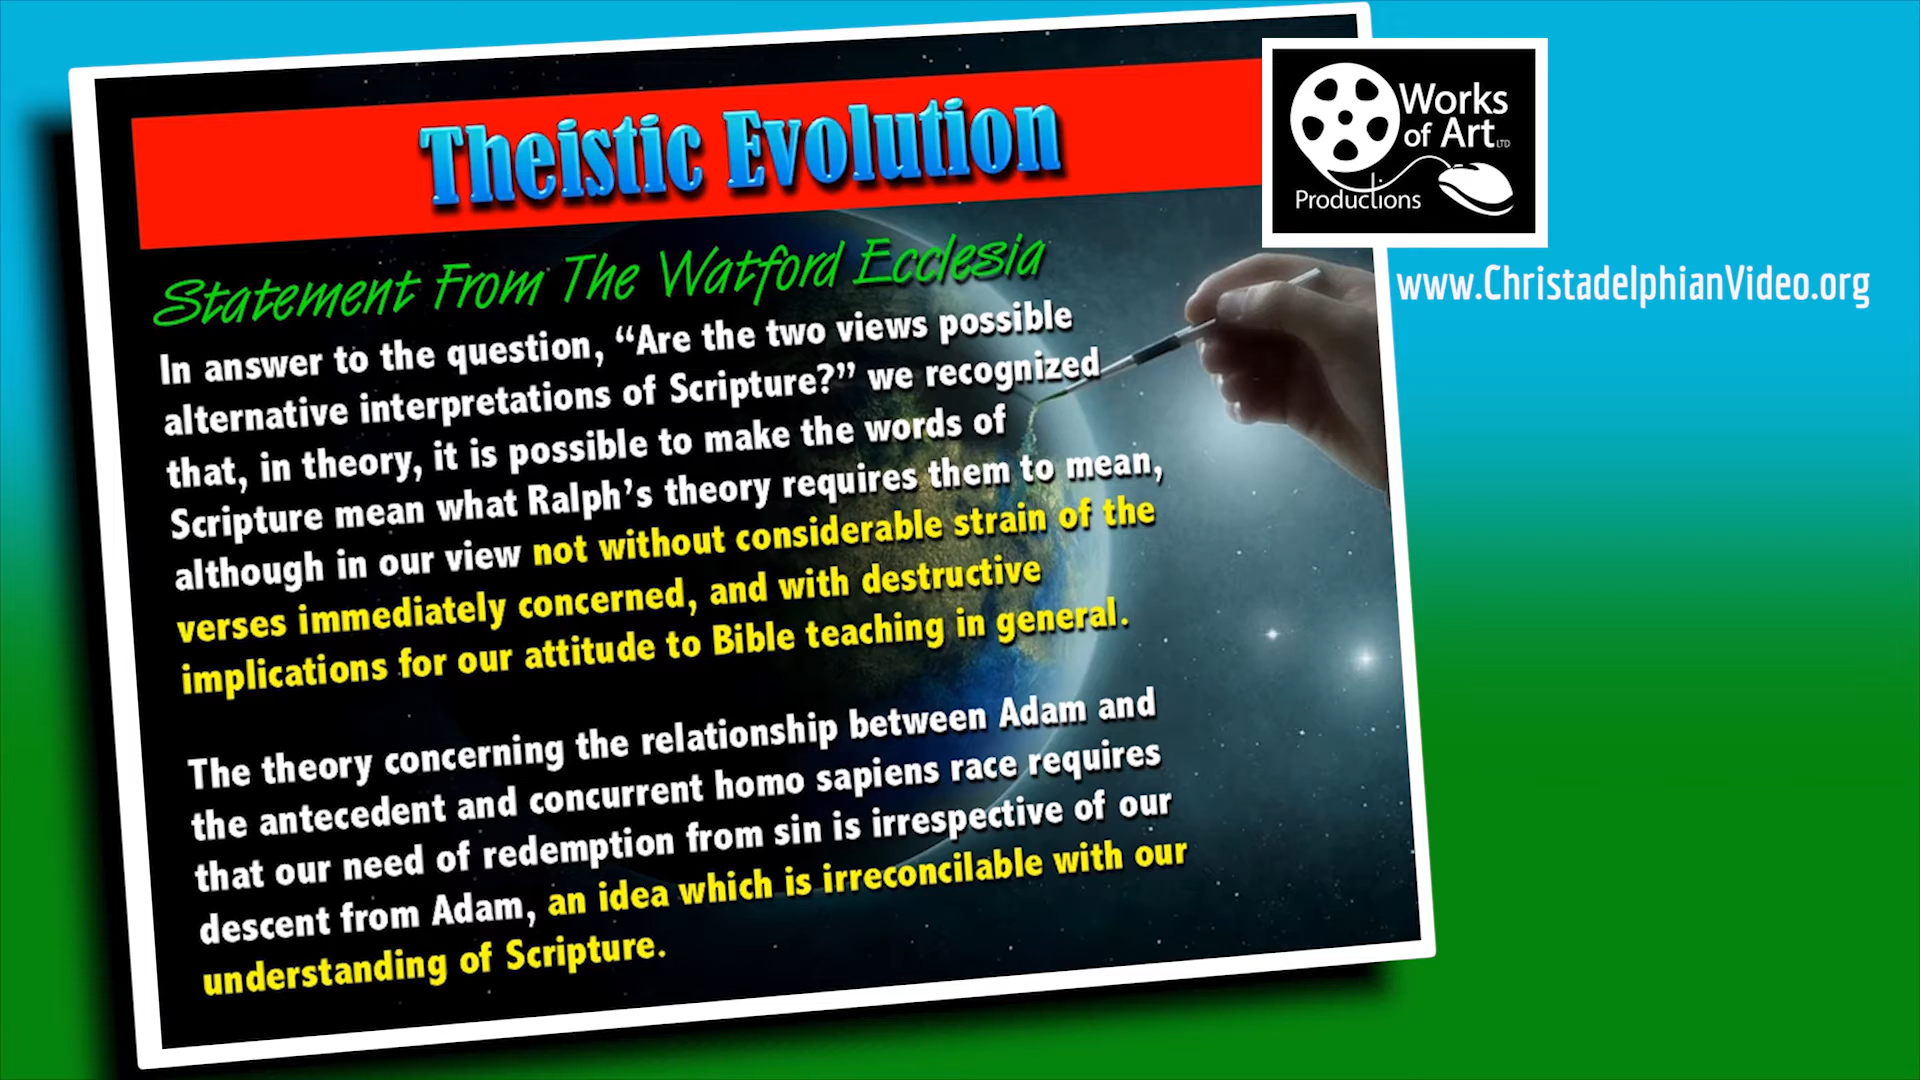 Theistic Evolution
Statement From The Watford Ecclesia
In answer to the question, “Are the two views possible
alternative interpretations of Scripture?” we recognized
that, in theory, it is possible to make the words of
Scripture mean what Ralph’s theory requires them to mean,
although in our view not without considerable strain of the
verses immediately concerned, and with destructive
implications for our attitude to Bible teaching in general.
The theory concerning the relationship between Adam and
the antecedent and concurrent homo sapiens race requires
that our need of redemption from sin is irrespective of our
descent from Adam, an idea which is irreconcilable with our
understanding of Scripture.
Works
of Art LTD
Productions
www.ChristadelphianVideo.org